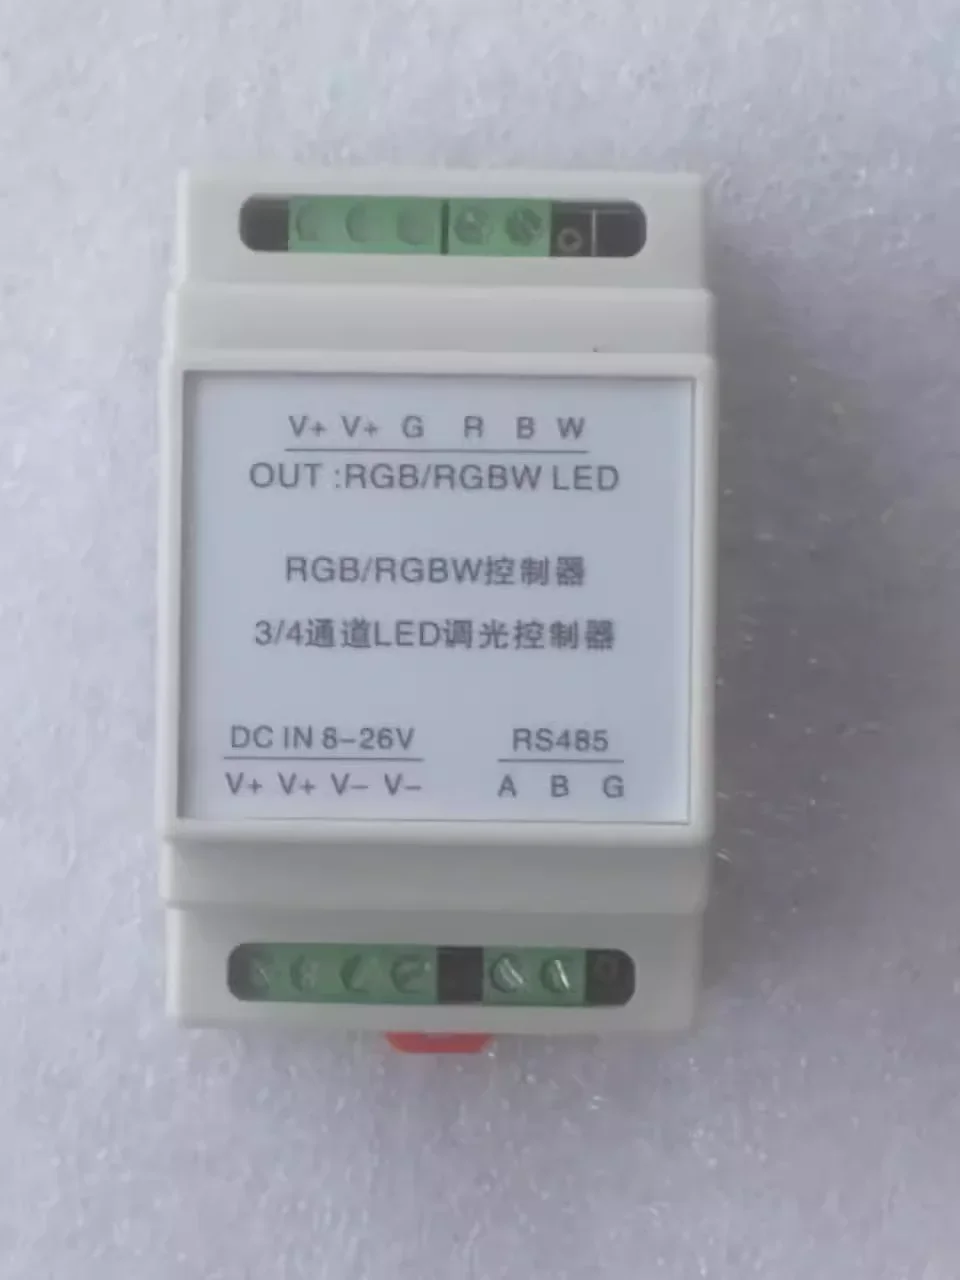 V+ V+ G R B W
OUT :RGB/RGBW LED
RGB/RGBW控制器
3/4通道LED调光控制器
DC IN 8-26V RS485
V+ V+ V- V- A B G